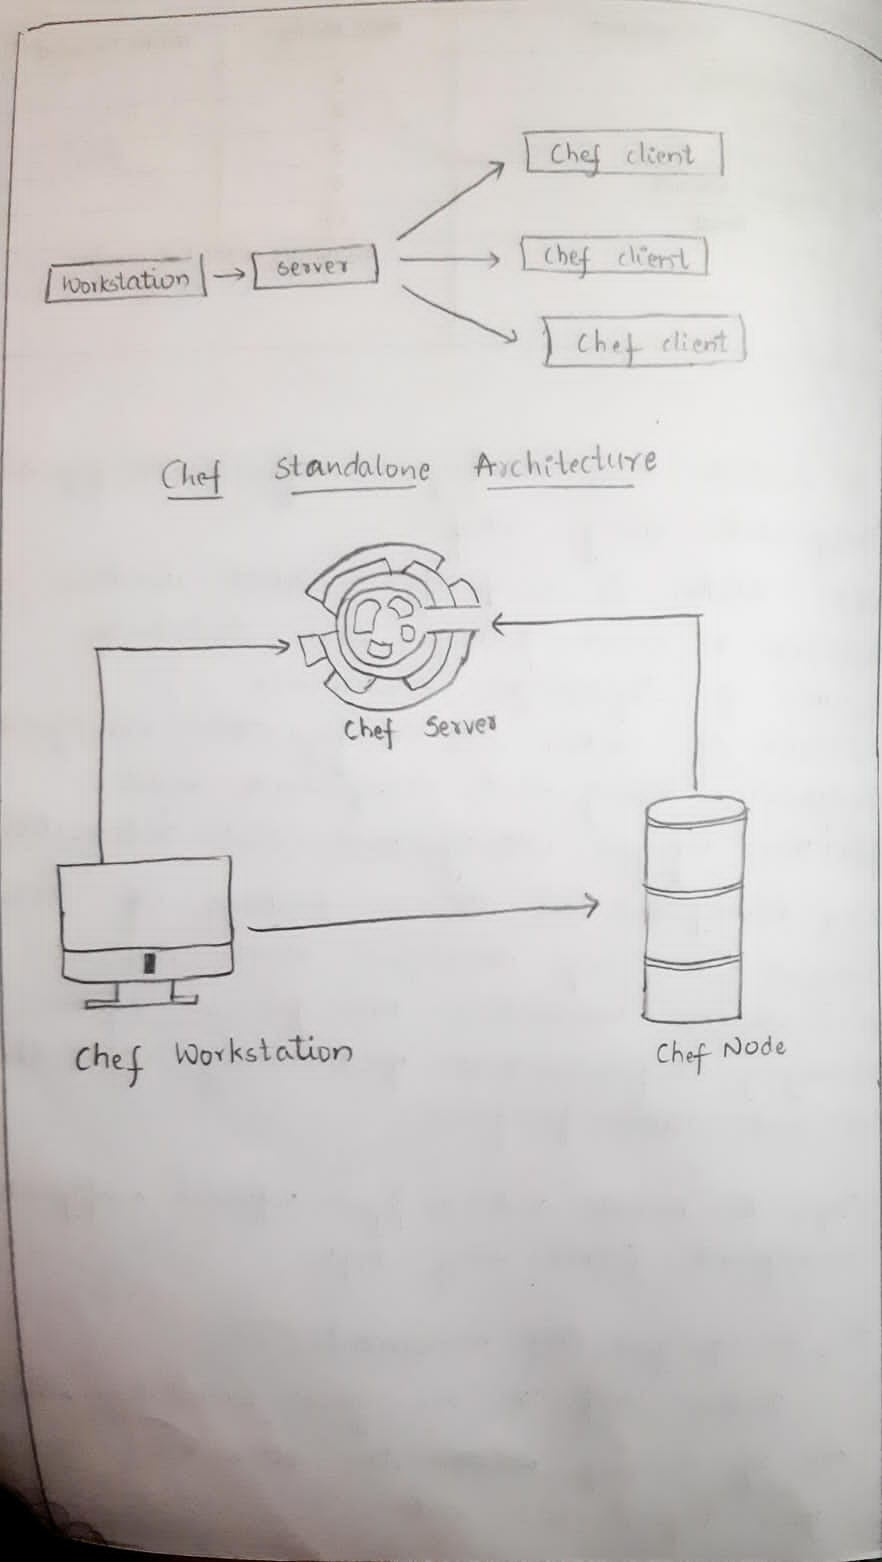 Chef client
Workstation
server
Chef client
Chef client
Chef Standalone Architecture
Chef Server
Chef Workstation
Chef Node